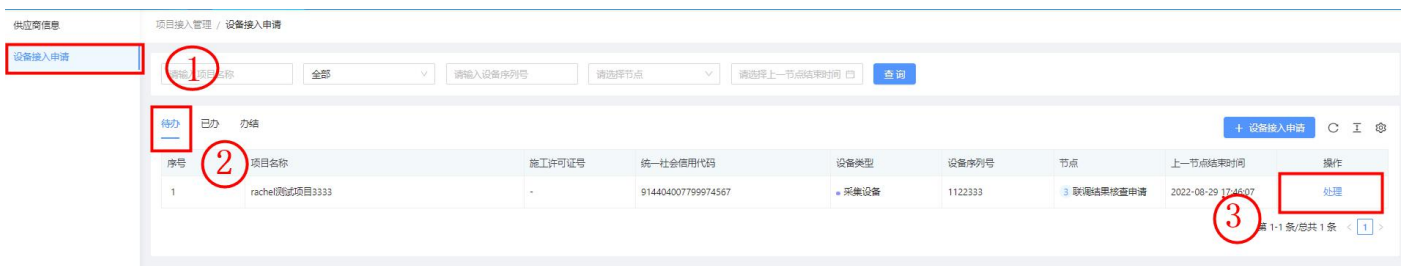 供应商信息
项目接入管理 / 设备接入申请
设备接入申请
①
请输入项目名称 全部 请输入设备序列号 请选择节点 请选择上一节点结束时间 查询
待办 已办 办结
+ 设备接入申请
②
序号 项目名称 施工许可证号 统一社会信用代码 设备类型 设备序列号 节点 上一节点结束时间 操作
1 rachel测试项目3333 - 914404007799974567 采集设备 1122333 3 联调结果核查申请 2022-08-29 17:46:07 处理
③
第 1-1 条/总共 1 条 < 1 >